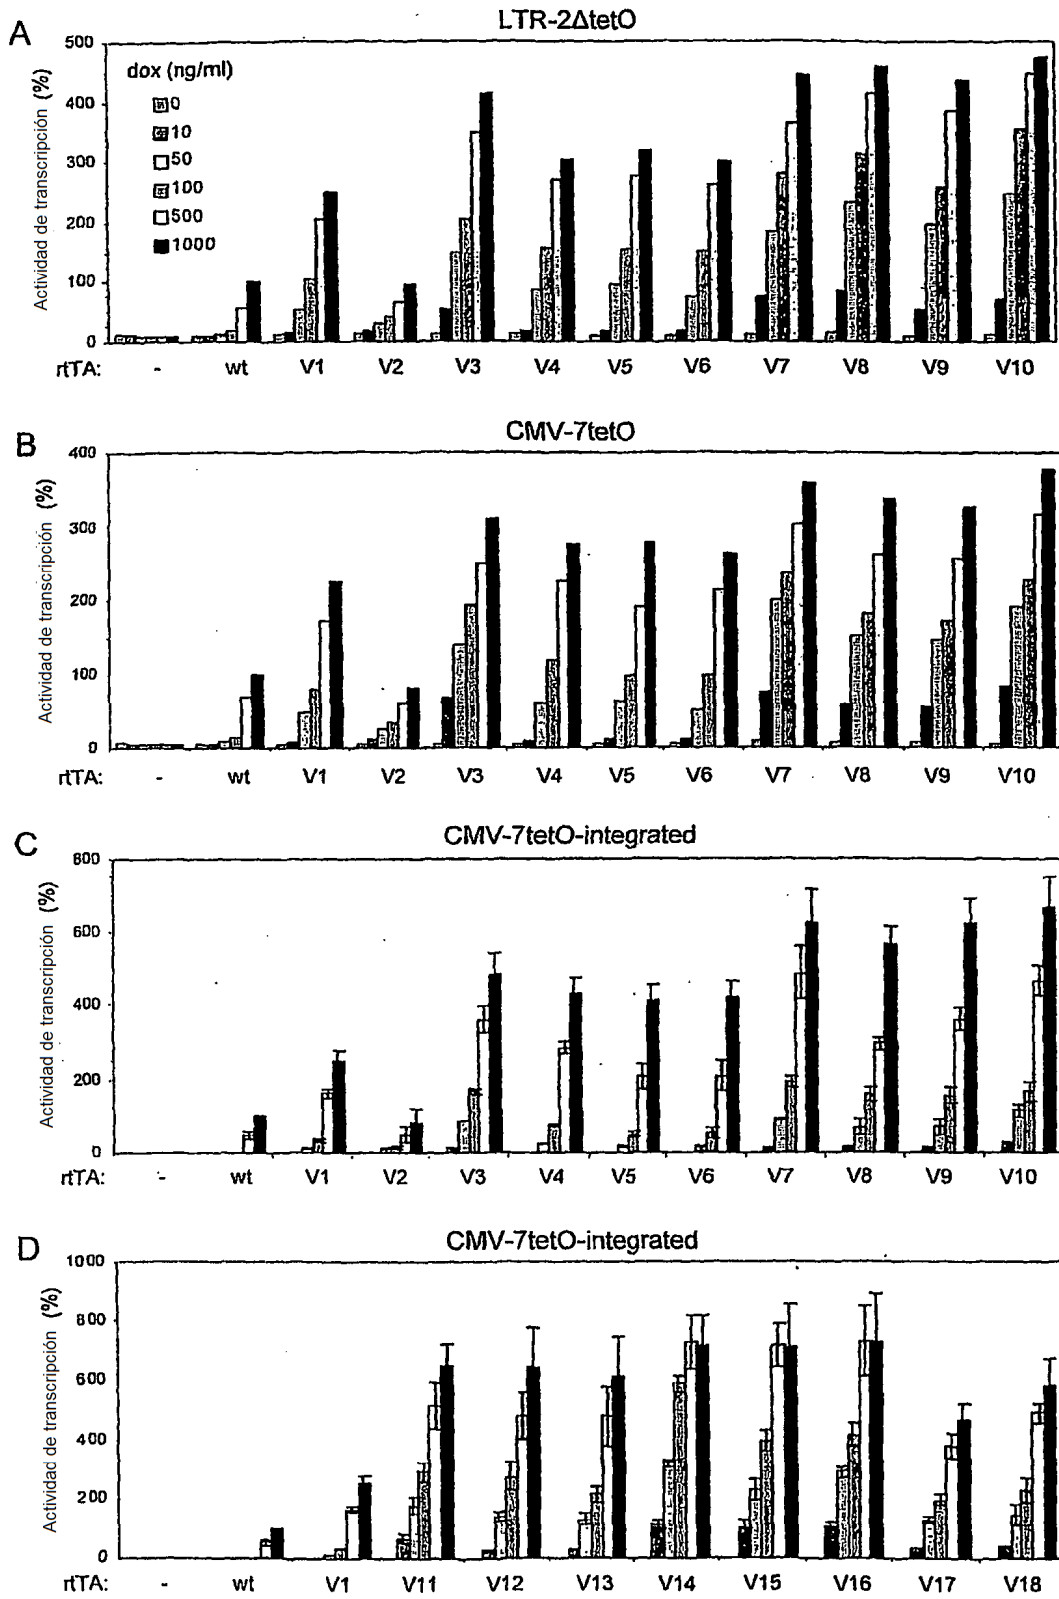 A
LTR-2ΔtetO
Actividad de transcripción (%)
500
400
300
200
100
0
dox (ng/ml)
0
10
50
100
500
1000
rtTA: - wt V1 V2 V3 V4 V5 V6 V7 V8 V9 V10
B
CMV-7tetO
Actividad de transcripción (%)
400
300
200
100
0
rtTA: - wt V1 V2 V3 V4 V5 V6 V7 V8 V9 V10
C
CMV-7tetO-integrated
Actividad de transcripción (%)
800
600
400
200
0
rtTA: - wt V1 V2 V3 V4 V5 V6 V7 V8 V9 V10
D
CMV-7tetO-integrated
Actividad de transcripción (%)
1000
800
600
400
200
0
rtTA: - wt V1 V11 V12 V13 V14 V15 V16 V17 V18